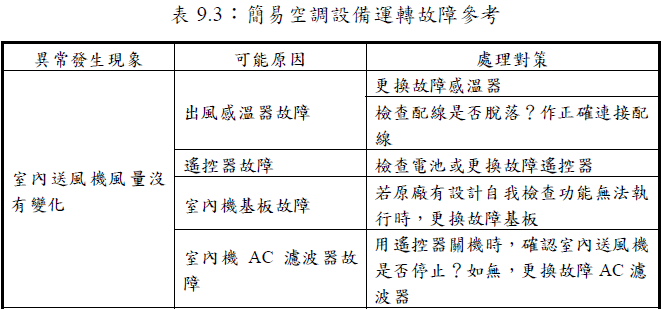 表 9.3：簡易空調設備運轉故障參考
異常發生現象 可能原因 處理對策
室內送風機風量沒
有變化
出風感溫器故障
更換故障感溫器
檢查配線是否脫落？作正確連接配
線
遙控器故障
檢查電池或更換故障遙控器
室內機基板故障
若原廠有設計自我檢查功能無法執
行時，更換故障基板
室內機 AC 濾波器故
障
用遙控器關機時，確認室內送風機
是否停止？如無，更換故障 AC 濾
波器